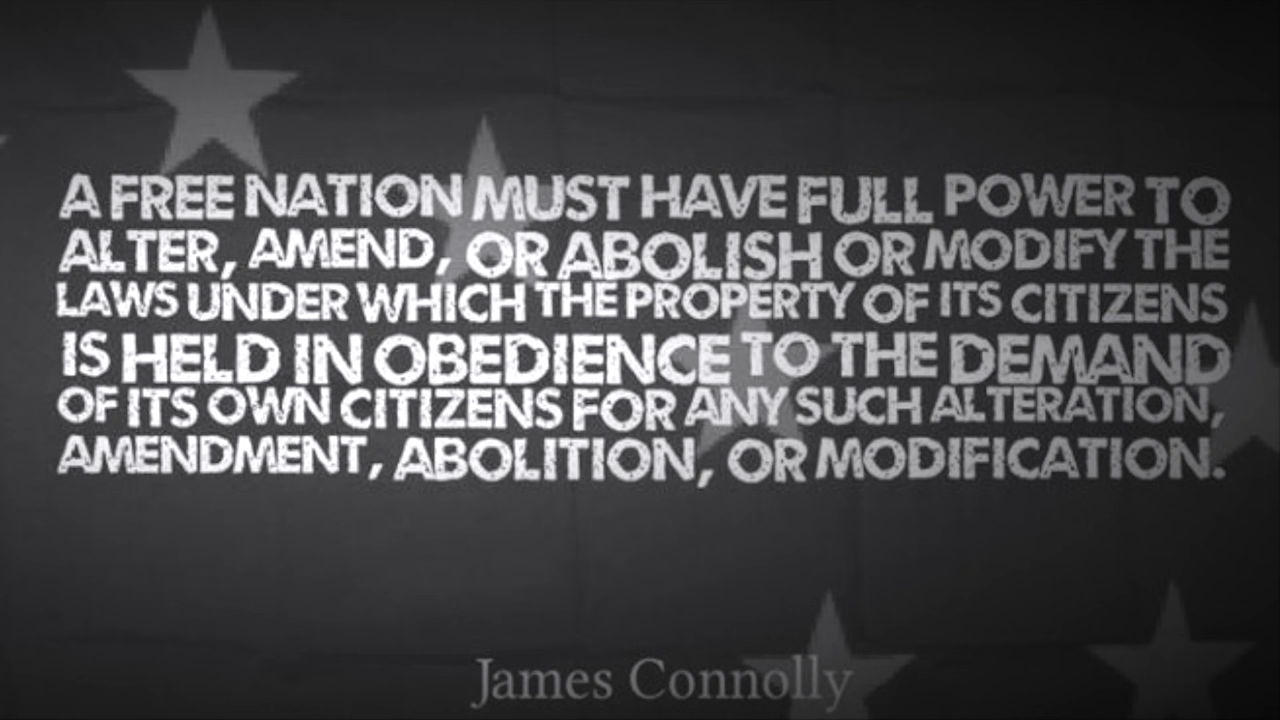 A FREE NATION MUST HAVE FULL POWER TO
ALTER, AMEND, OR ABOLISH OR MODIFY THE
LAWS UNDER WHICH THE PROPERTY OF ITS CITIZENS
IS HELD IN OBEDIENCE TO THE DEMAND
OF ITS OWN CITIZENS FOR ANY SUCH ALTERATION,
AMENDMENT, ABOLITION, OR MODIFICATION.
James Connolly